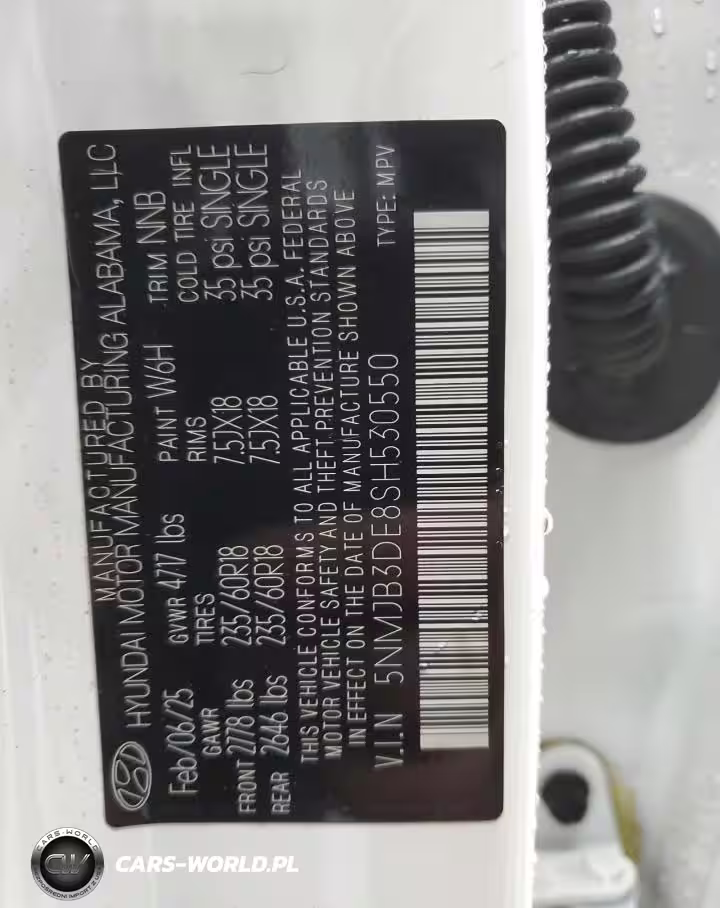 MANUFACTURED BY
HYUNDAI MOTOR MANUFACTURING ALABAMA, LLC
Feb/06/25 GVWR 4717 lbs PAINT W6H TRIM NNB
GAWR TIRES RIMS COLD TIRE INFL
FRONT 2778 lbs 235/60R18 7.5JX18 35 psi SINGLE
REAR 2646 lbs 235/60R18 7.5JX18 35 psi SINGLE
THIS VEHICLE CONFORMS TO ALL APPLICABLE U.S.A. FEDERAL
MOTOR VEHICLE SAFETY AND THEFT PREVENTION STANDARDS
IN EFFECT ON THE DATE OF MANUFACTURE SHOWN ABOVE
V.I.N 5NMJB3DE8SH530550 TYPE: MPV
CARS-WORLD
CW
CARS-WORLD.PL